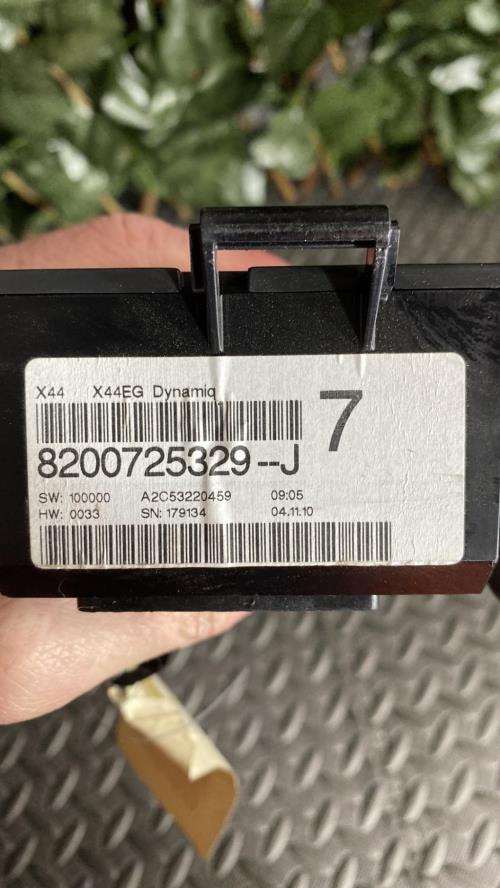 X44 X44EG Dynamiq
7
8200725329--J
SW: 100000 A2C53220459 09:05
HW: 0033 SN: 179134 04.11.10